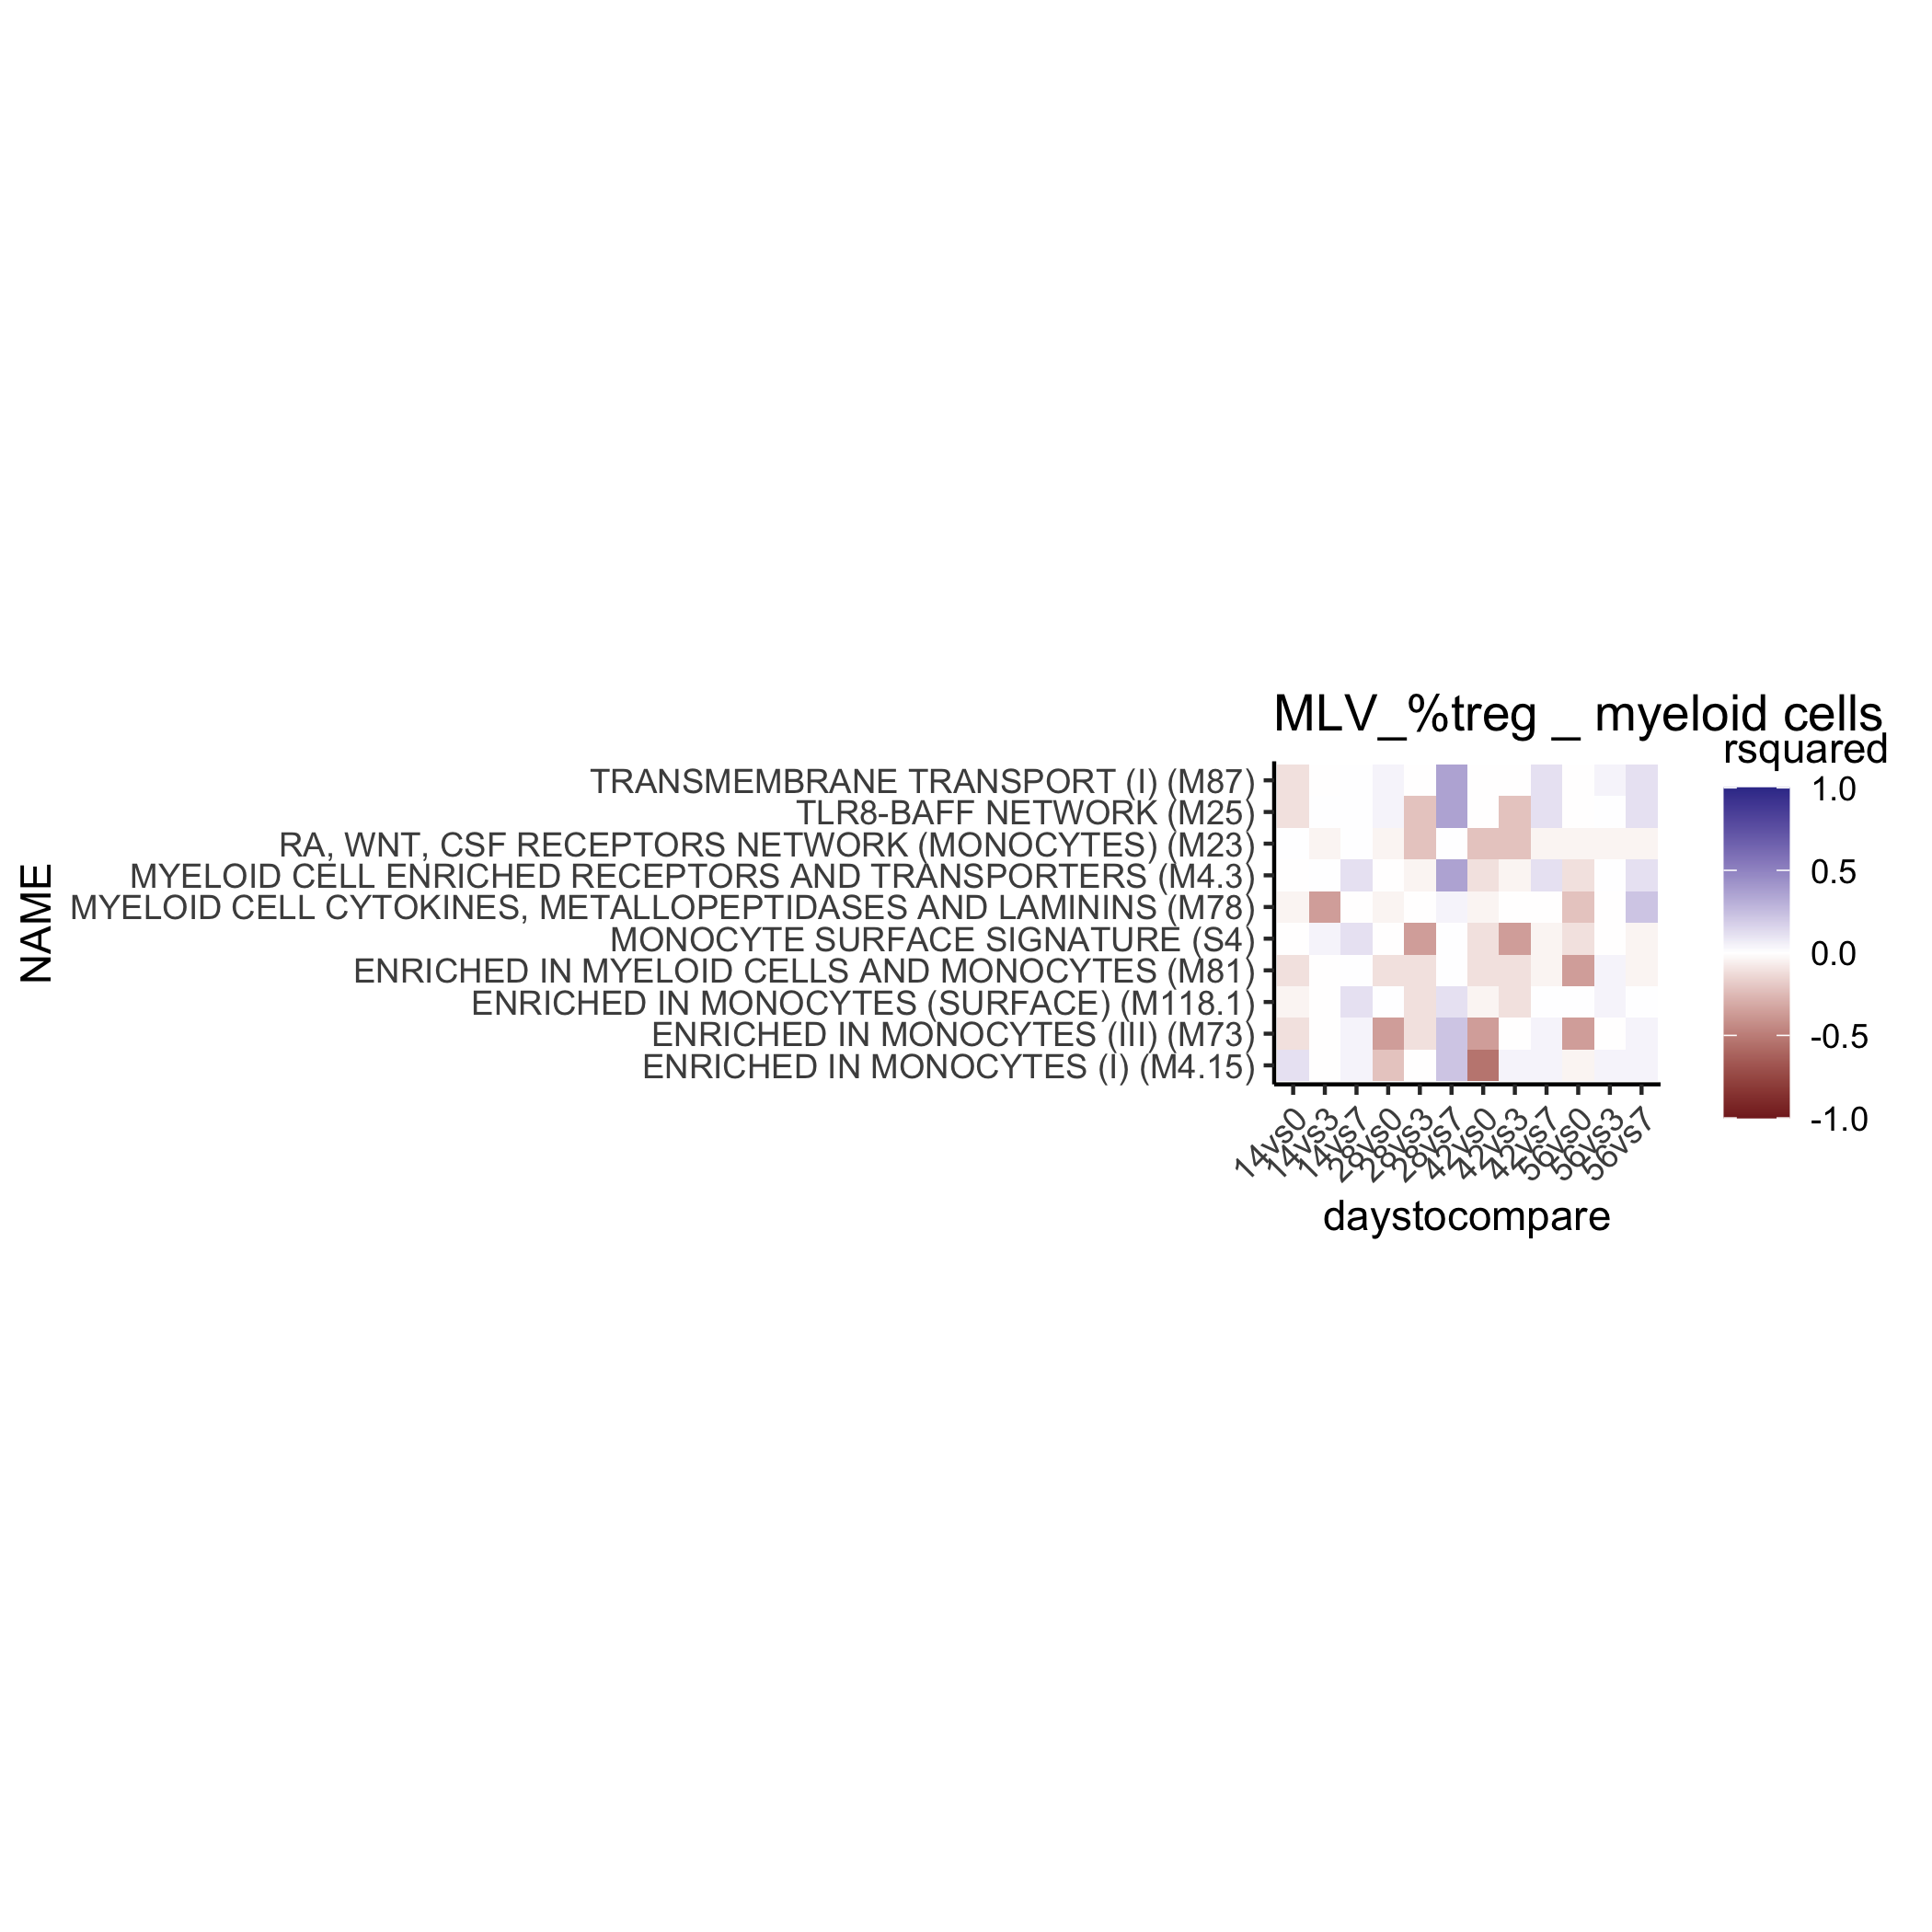 MLV_%treg _ myeloid cells
rsquared
1.0
0.5
0.0
-0.5
-1.0
NAME
TRANSMEMBRANE TRANSPORT (I) (M87)
TLR8-BAFF NETWORK (M25)
RA, WNT, CSF RECEPTORS NETWORK (MONOCYTES) (M23)
MYELOID CELL ENRICHED RECEPTORS AND TRANSPORTERS (M4.3)
MYELOID CELL CYTOKINES, METALLOPEPTIDASES AND LAMININS (M78)
MONOCYTE SURFACE SIGNATURE (S4)
ENRICHED IN MYELOID CELLS AND MONOCYTES (M81)
ENRICHED IN MONOCYTES (SURFACE) (M118.1)
ENRICHED IN MONOCYTES (III) (M73)
ENRICHED IN MONOCYTES (I) (M4.15)
14vs0
14vs3
14vs7
28vs0
28vs3
28vs7
42vs0
42vs3
42vs7
56vs0
56vs3
56vs7
daystocompare